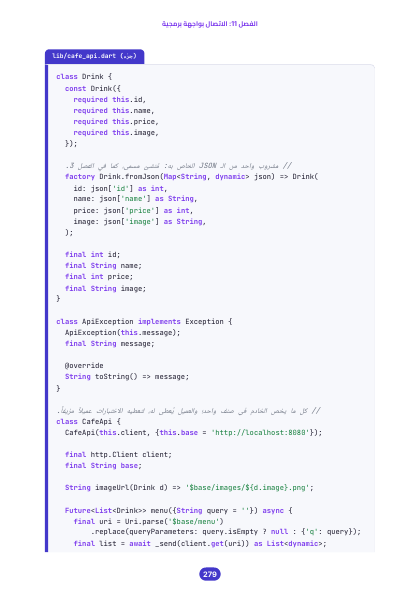 الفصل 11: الاتصال بواجهة برمجية
lib/cafe_api.dart (جزء)
class Drink {
  const Drink({
    required this.id,
    required this.name,
    required this.price,
    required this.image,
  });
// مشروب واحد من الـ JSON الخاص به: مُنشئ مسمى، كما في الفصل 3.
  factory Drink.fromJson(Map<String, dynamic> json) => Drink(
    id: json['id'] as int,
    name: json['name'] as String,
    price: json['price'] as int,
    image: json['image'] as String,
  );
  final int id;
  final String name;
  final int price;
  final String image;
}
class ApiException implements Exception {
  ApiException(this.message);
  final String message;
  @override
  String toString() => message;
}
// كل ما يخص الخادم في صنف واحد؛ والعميل يُعطى له، لتعطيه الاختبارات عميلاً مزيفاً.
class CafeApi {
  CafeApi(this.client, {this.base = 'http://localhost:8080'});
  final http.Client client;
  final String base;
  String imageUrl(Drink d) => '$base/images/${d.image}.png';
  Future<List<Drink>> menu({String query = ''}) async {
    final uri = Uri.parse('$base/menu')
        .replace(queryParameters: query.isEmpty ? null : {'q': query});
    final list = await _send(client.get(uri)) as List<dynamic>;
279